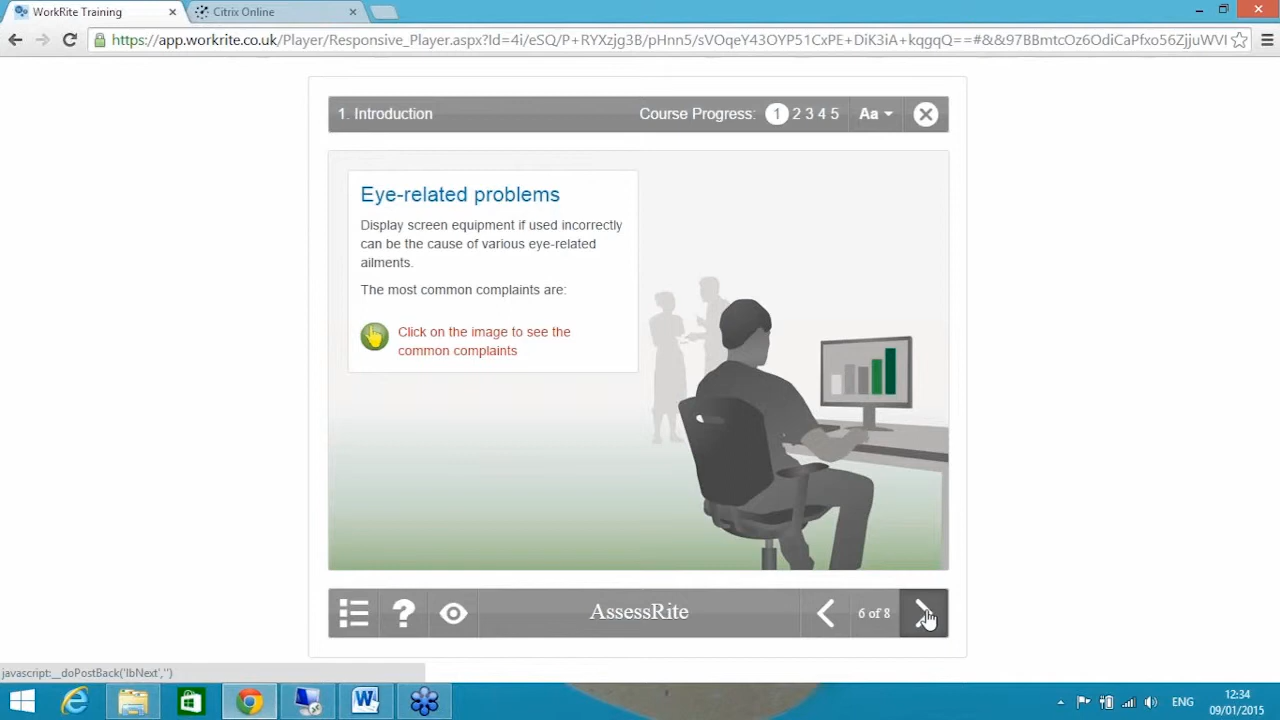 WorkRite Training
Citrix Online
https://app.workrite.co.uk/Player/Responsive_Player.aspx?Id=4i/eSQ/P+RYXzjg3B/pHnn5/sVOqeY43OYP51CxPE+DiK3iA+kqgqQ==#&&97BBmtcOz6OdiCaPfxo56ZjjuWVI
1. Introduction
Course Progress: 1 2 3 4 5
Aa
Eye-related problems
Display screen equipment if used incorrectly
can be the cause of various eye-related
ailments.
The most common complaints are:
Click on the image to see the
common complaints
?
AssessRite
6 of 8
javascript:__doPostBack('lbNext','')
ENG
12:34
09/01/2015